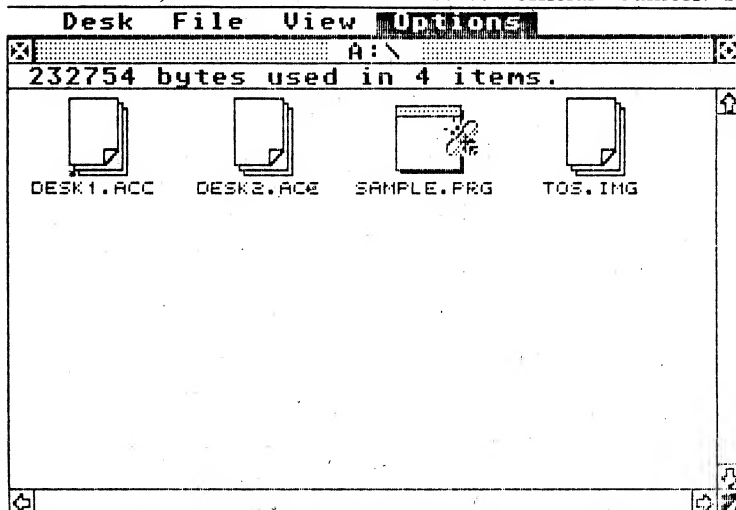 Desk File View Options
A:\
232754 bytes used in 4 items.
DESK1.ACC DESK2.ACC SAMPLE.PRG TOS.IMG